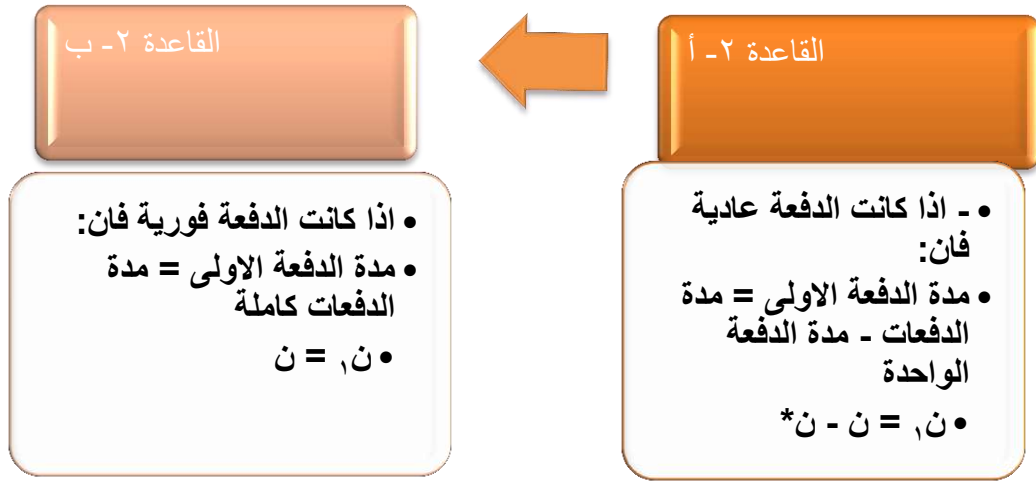 القاعدة ٢- أ
• - اذا كانت الدفعة عادية
فان:
• مدة الدفعة الاولى = مدة
الدفعات - مدة الدفعة
الواحدة
• ن١ = ن - ن*
القاعدة ٢- ب
• اذا كانت الدفعة فورية فان:
• مدة الدفعة الاولى = مدة
الدفعات كاملة
• ن١ = ن